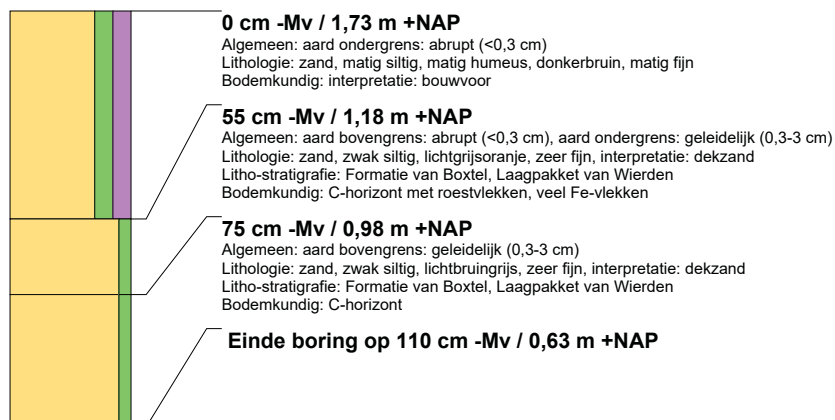 0 cm -Mv / 1,73 m +NAP
Algemeen: aard ondergrens: abrupt (<0,3 cm)
Lithologie: zand, matig siltig, matig humeus, donkerbruin, matig fijn
Bodemkundig: interpretatie: bouwvoor
55 cm -Mv / 1,18 m +NAP
Algemeen: aard bovengrens: abrupt (<0,3 cm), aard ondergrens: geleidelijk (0,3-3 cm)
Lithologie: zand, zwak siltig, lichtgrijsoranje, zeer fijn, interpretatie: dekzand
Litho-stratigrafie: Formatie van Boxtel, Laagpakket van Wierden
Bodemkundig: C-horizont met roestvlekken, veel Fe-vlekken
75 cm -Mv / 0,98 m +NAP
Algemeen: aard bovengrens: geleidelijk (0,3-3 cm)
Lithologie: zand, zwak siltig, lichtbruingrijs, zeer fijn, interpretatie: dekzand
Litho-stratigrafie: Formatie van Boxtel, Laagpakket van Wierden
Bodemkundig: C-horizont
Einde boring op 110 cm -Mv / 0,63 m +NAP